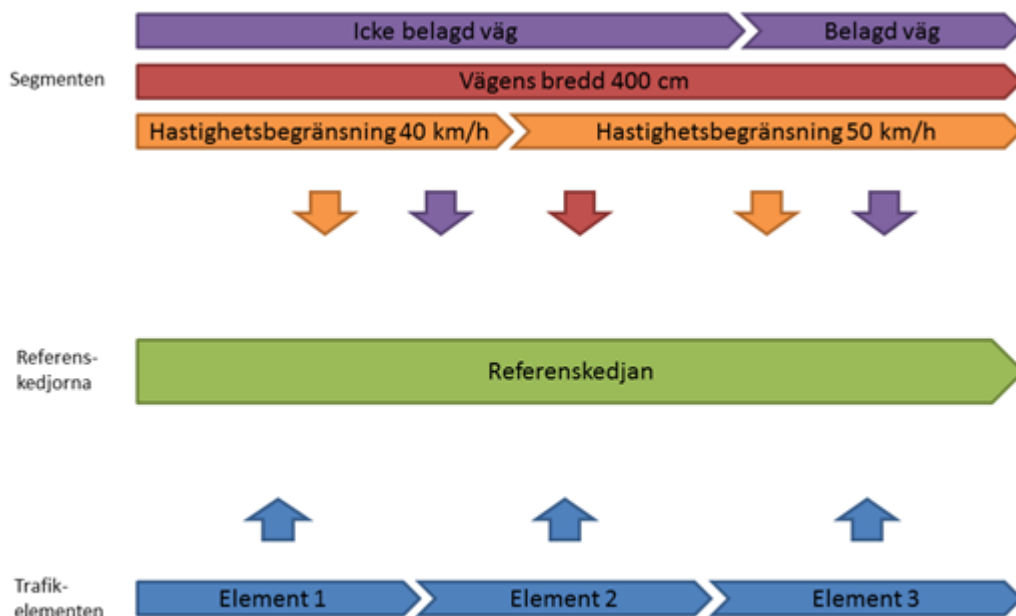 Icke belagd väg
Belagd väg
Segmenten
Vägens bredd 400 cm
Hastighetsbegränsning 40 km/h
Hastighetsbegränsning 50 km/h
Referens-
kedjorna
Referenskedjan
Trafik-
elementen
Element 1
Element 2
Element 3